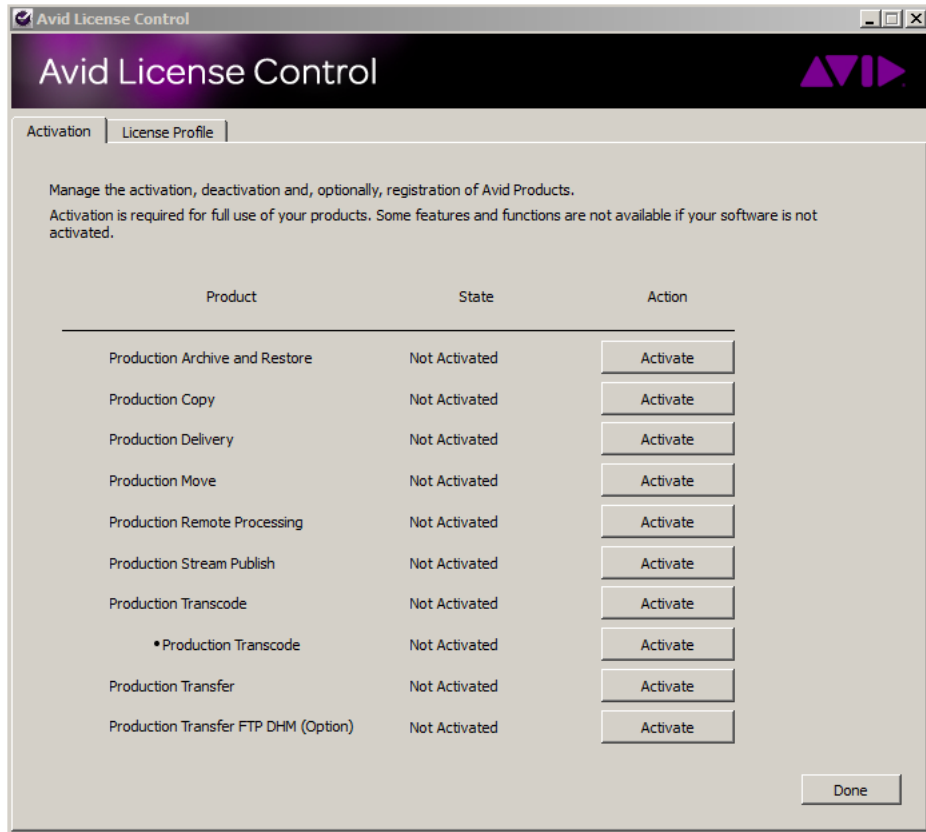 Avid License Control
Avid License Control
AVID
Activation
License Profile
Manage the activation, deactivation and, optionally, registration of Avid Products.
Activation is required for full use of your products. Some features and functions are not available if your software is not
activated.
Product State Action
Production Archive and Restore Not Activated Activate
Production Copy Not Activated Activate
Production Delivery Not Activated Activate
Production Move Not Activated Activate
Production Remote Processing Not Activated Activate
Production Stream Publish Not Activated Activate
Production Transcode Not Activated Activate
•Production Transcode Not Activated Activate
Production Transfer Not Activated Activate
Production Transfer FTP DHM (Option) Not Activated Activate
Done